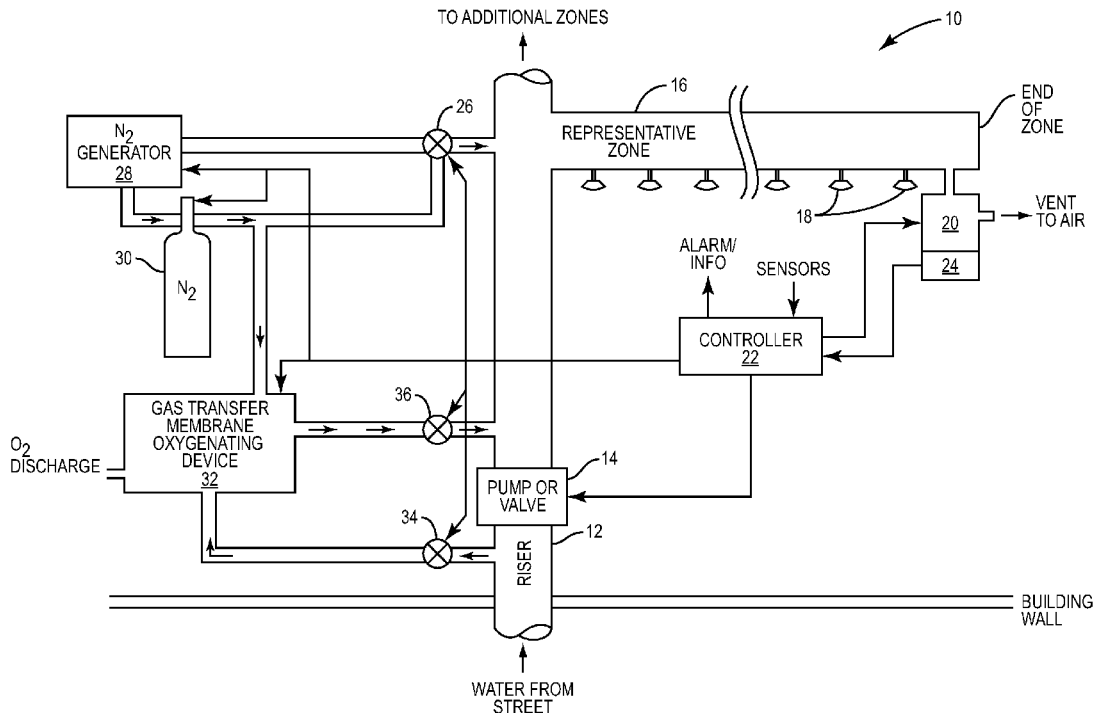 TO ADDITIONAL ZONES
10
16
26
END
OF
ZONE
N2
GENERATOR
28
REPRESENTATIVE
ZONE
18
20
VENT
TO AIR
24
30
N2
ALARM/
INFO
SENSORS
CONTROLLER
22
GAS TRANSFER
MEMBRANE
OXYGENATING
DEVICE
32
36
O2
DISCHARGE
14
PUMP OR
VALVE
34
12
RISER
BUILDING
WALL
WATER FROM
STREET